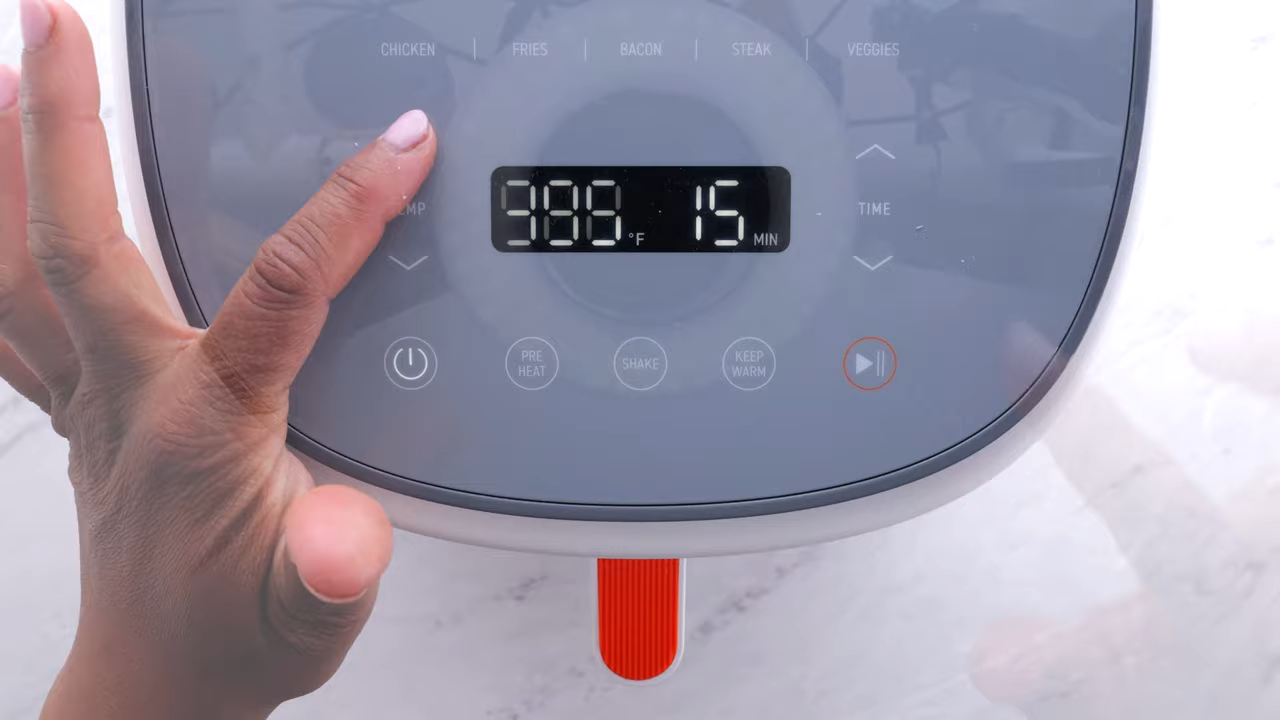 CHICKEN | FRIES | BACON | STEAK | VEGGIES
°F 15 MIN
TIME
PRE
HEAT
SHAKE
KEEP
WARM